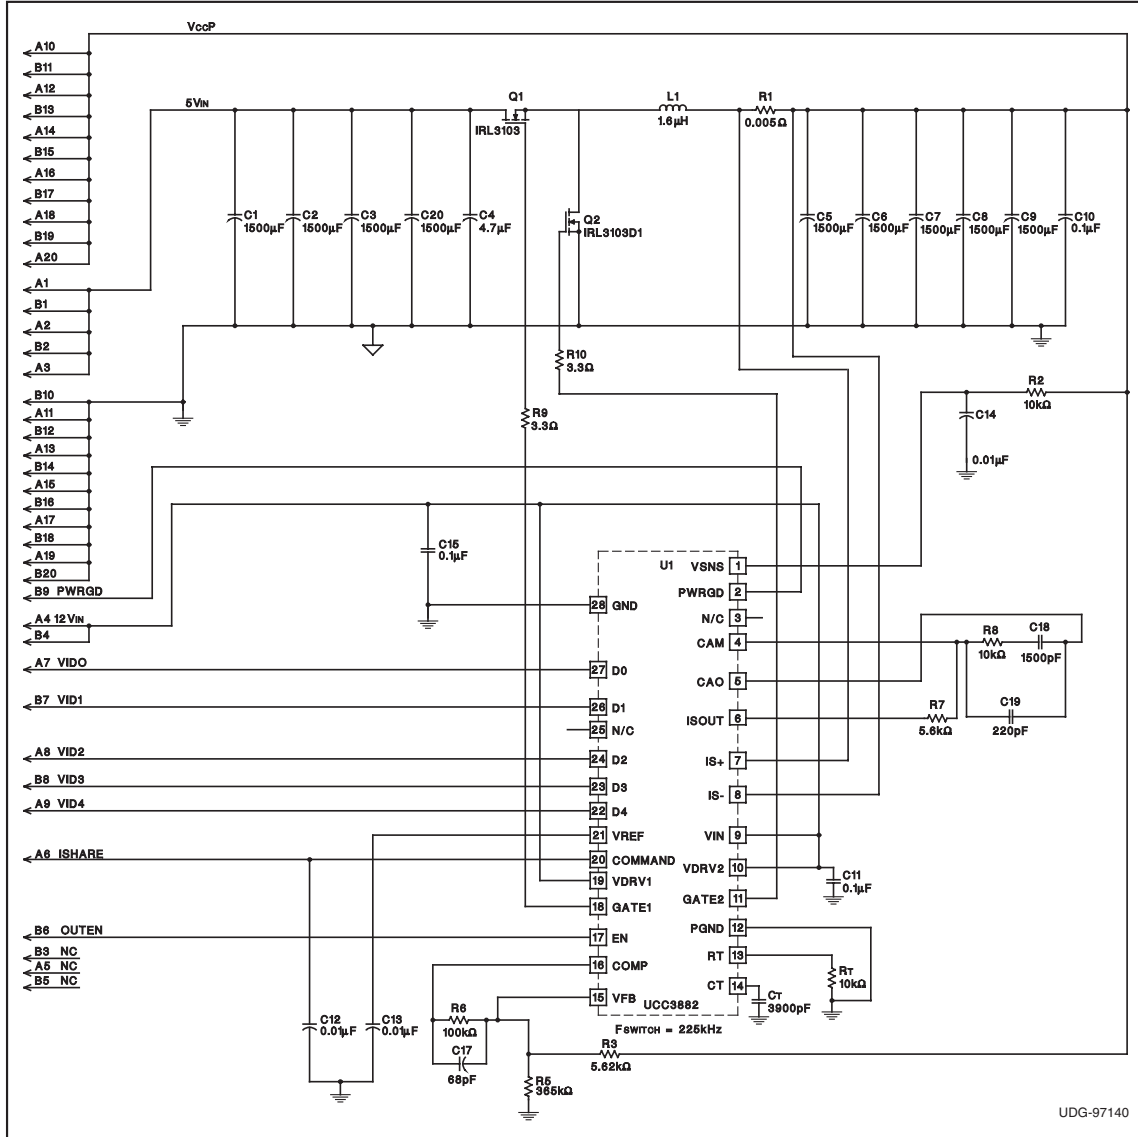 VccP
A10
B11
A12
B13
A14
B15
A16
B17
A18
B19
A20
A1
B1
A2
B2
A3
B10
A11
B12
A13
B14
A15
B16
A17
B18
A19
B20
B9 PWRGD
A4 12VIN
B4
A7 VIDO
B7 VID1
A8 VID2
B8 VID3
A9 VID4
A6 ISHARE
B6 OUTEN
B3 NC
A5 NC
B5 NC
5VIN
C1
1500µF
C2
1500µF
C3
1500µF
C20
1500µF
C4
4.7µF
Q1
IRL3103
Q2
IRL3103D1
L1
1.6µH
R1
0.005Ω
C5
1500µF
C6
1500µF
C7
1500µF
C8
1500µF
C9
1500µF
C10
0.1µF
R10
3.3Ω
R9
3.3Ω
R2
10kΩ
C14
0.01µF
C15
0.1µF
U1
VSNS 1
PWRGD 2
N/C 3
CAM 4
CAO 5
ISOUT 6
IS+ 7
IS- 8
VIN 9
VDRV2 10
GATE2 11
PGND 12
RT 13
CT 14
28 GND
27 D0
26 D1
25 N/C
24 D2
23 D3
22 D4
21 VREF
20 COMMAND
19 VDRV1
18 GATE1
17 EN
16 COMP
15 VFB
UCC3882
FSWITCH = 225kHz
R8
10kΩ
C18
1500pF
C19
220pF
R7
5.6kΩ
C11
0.1µF
RT
10kΩ
CT
3900pF
C12
0.01µF
C13
0.01µF
R6
100kΩ
C17
68pF
R3
5.62kΩ
R5
365kΩ
UDG-97140